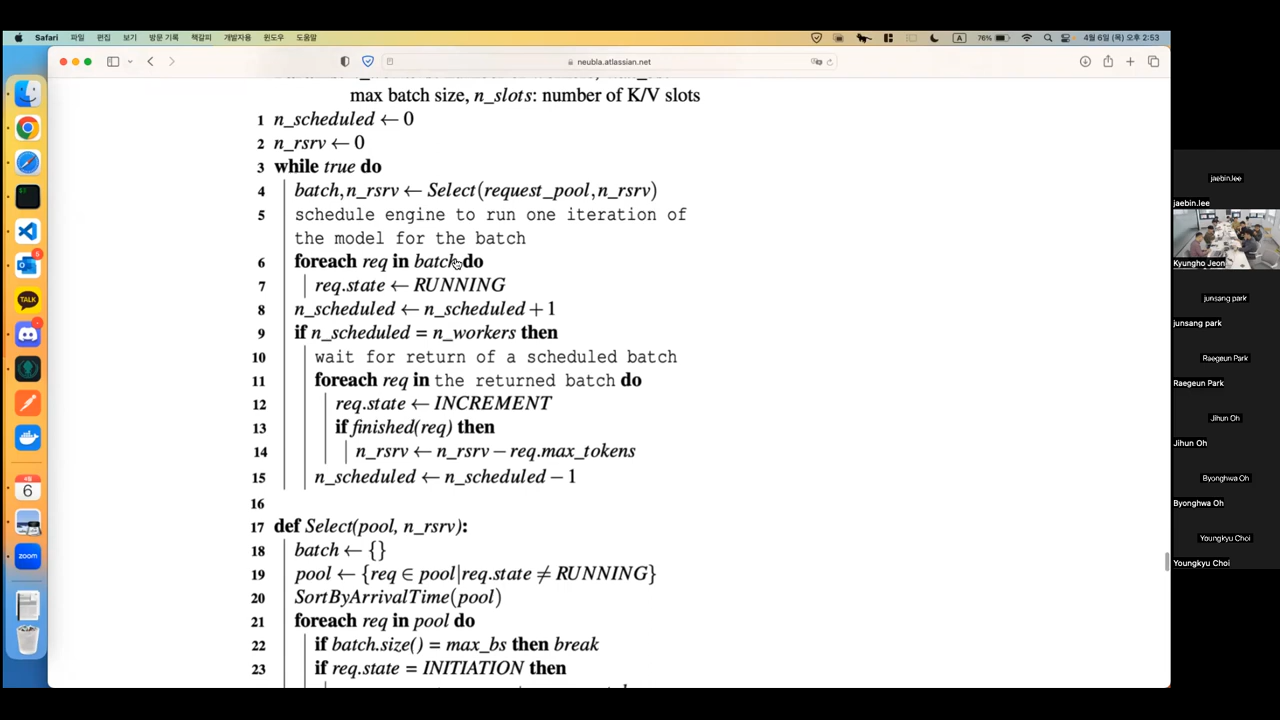 Safari 파일 편집 보기 방문 기록 책갈피 개발자용 윈도우 도움말
A 76% 4월 6일 (목) 오후 2:53
neubla.atlassian.net
max batch size, n_slots: number of K/V slots
1 n_scheduled ← 0
2 n_rsrv ← 0
3 while true do
4 batch, n_rsrv ← Select(request_pool, n_rsrv)
5 schedule engine to run one iteration of
the model for the batch
6 foreach req in batch do
7 req.state ← RUNNING
8 n_scheduled ← n_scheduled + 1
9 if n_scheduled = n_workers then
10 wait for return of a scheduled batch
11 foreach req in the returned batch do
12 req.state ← INCREMENT
13 if finished(req) then
14 n_rsrv ← n_rsrv − req.max_tokens
15 n_scheduled ← n_scheduled − 1
16
17 def Select(pool, n_rsrv):
18 batch ← {}
19 pool ← {req ∈ pool|req.state ≠ RUNNING}
20 SortByArrivalTime(pool)
21 foreach req in pool do
22 if batch.size() = max_bs then break
23 if req.state = INITIATION then
TALK
6
zoom
jaebin.lee
jaebin.lee
Kyungho Jeon
junsang park
junsang park
Raegeun Park
Raegeun Park
Jihun Oh
Jihun Oh
Byonghwa Oh
Byonghwa Oh
Youngkyu Choi
Youngkyu Choi